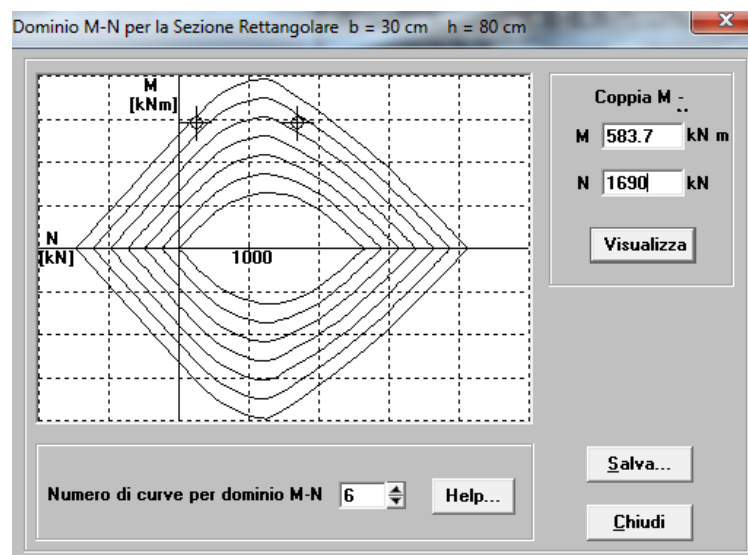 Dominio M-N per la Sezione Rettangolare b = 30 cm h = 80 cm
x
M
[kNm]
N
[kN]
1000
Coppia M -
M 583.7 kN m
N 1690 kN
Visualizza
Numero di curve per dominio M-N 6 Help...
Salva...
Chiudi